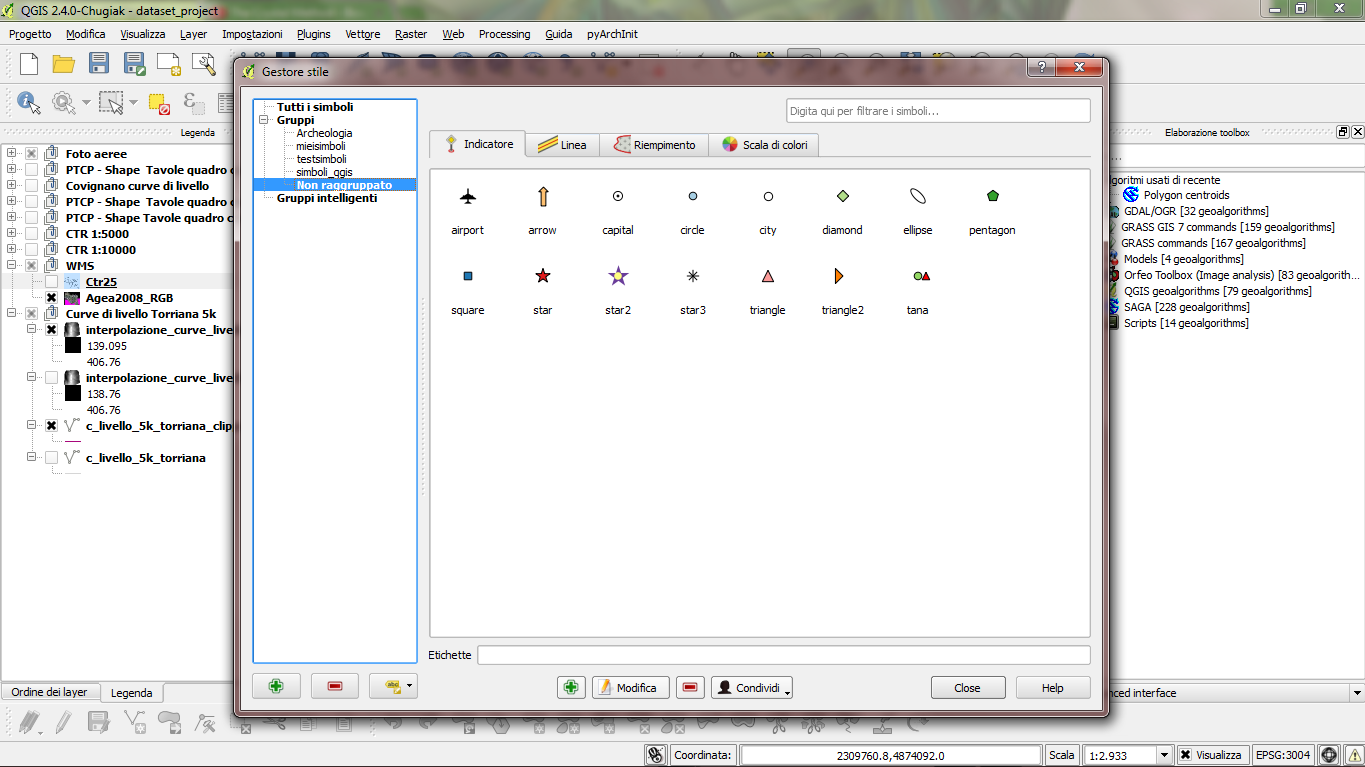 QGIS 2.4.0-Chugiak - dataset_project
Progetto Modifica Visualizza Layer Impostazioni Plugins Vettore Raster Web Processing Guida pyArchInit
Legenda
Foto aeree
PTCP - Shape Tavole quadro c
Covignano curve di livello
PTCP - Shape Tavole quadro c
PTCP - Shape Tavole quadro c
CTR 1:5000
CTR 1:10000
WMS
Ctr25
Agea2008_RGB
Curve di livello Torriana 5k
interpolazione_curve_live
139.095
406.76
interpolazione_curve_live
138.76
406.76
c_livello_5k_torriana_clip
c_livello_5k_torriana
Ordine dei layer Legenda
Gestore stile
Tutti i simboli
Gruppi
Archeologia
mieisimboli
testsimboli
simboli_qgis
Non raggruppato
Gruppi intelligenti
Digita qui per filtrare i simboli...
Indicatore Linea Riempimento Scala di colori
airport arrow capital circle city diamond ellipse pentagon
square star star2 star3 triangle triangle2 tana
Etichette
abc
Modifica Condividi Close Help
Elaborazione toolbox
...
lgoritmi usati di recente
Polygon centroids
GDAL/OGR [32 geoalgorithms]
GRASS GIS 7 commands [159 geoalgorithms]
GRASS commands [167 geoalgorithms]
Models [4 geoalgorithms]
Orfeo Toolbox (Image analysis) [83 geoalgorith...
QGIS geoalgorithms [79 geoalgorithms]
SAGA [228 geoalgorithms]
Scripts [14 geoalgorithms]
nced interface
Coordinata: 2309760.8,4874092.0 Scala 1:2.933 Visualizza EPSG:3004